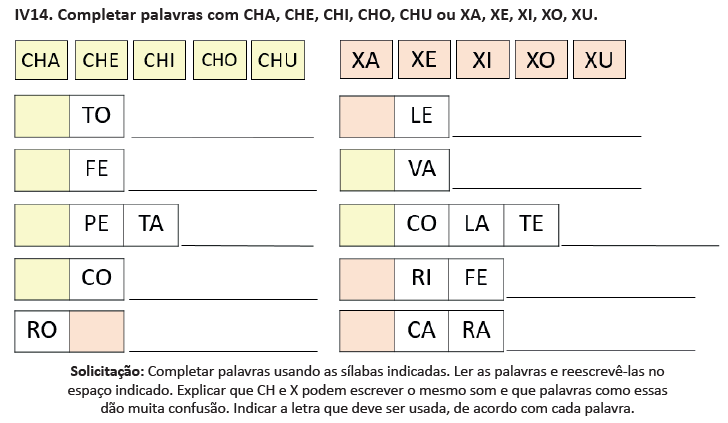 IV14. Completar palavras com CHA, CHE, CHI, CHO, CHU ou XA, XE, XI, XO, XU.
CHA CHE CHI CHO CHU XA XE XI XO XU
TO LE
FE VA
PE TA CO LA TE
CO RI FE
RO CA RA
Solicitação: Completar palavras usando as sílabas indicadas. Ler as palavras e reescrevê-las no
espaço indicado. Explicar que CH e X podem escrever o mesmo som e que palavras como essas
dão muita confusão. Indicar a letra que deve ser usada, de acordo com cada palavra.